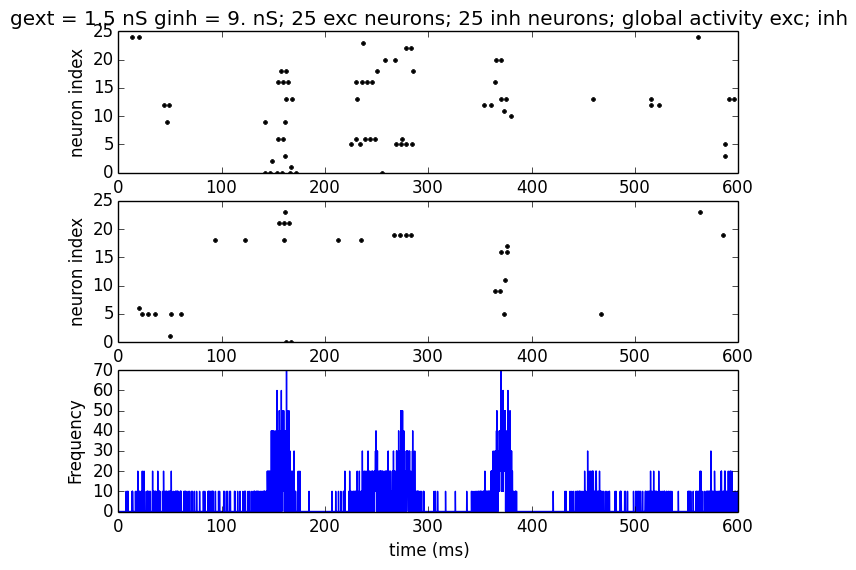 gext = 1.5 nS ginh = 9. nS; 25 exc neurons; 25 inh neurons; global activity exc; inh
25
20
15
10
5
0
neuron index
0 100 200 300 400 500 600
25
20
15
10
5
0
neuron index
0 100 200 300 400 500 600
70
60
50
40
30
20
10
0
Frequency
0 100 200 300 400 500 600
time (ms)